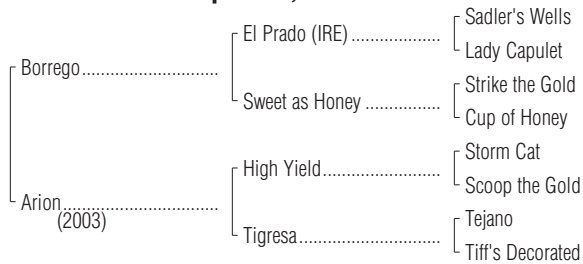 Borrego
El Prado (IRE)
Sadler's Wells
Lady Capulet
Sweet as Honey
Strike the Gold
Cup of Honey
Arion
(2003)
High Yield
Storm Cat
Scoop the Gold
Tigresa
Tejano
Tiff's Decorated